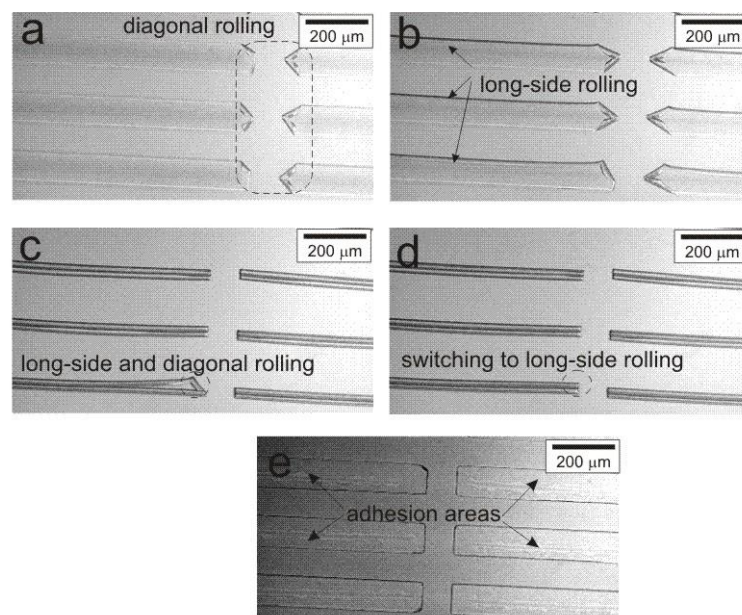 a
diagonal rolling
200 μm
b
200 μm
long-side rolling
c
200 μm
long-side and diagonal rolling
d
200 μm
switching to long-side rolling
e
200 μm
adhesion areas